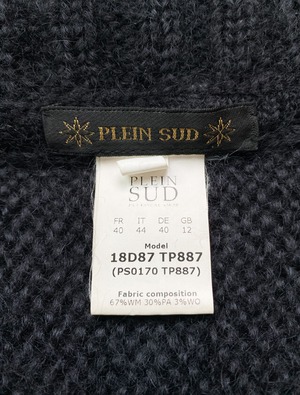 PLEIN SUD
PLEIN
SUD
FR IT DE GB
40 44 40 12
Model
18D87 TP887
(PS0170 TP887)
Fabric composition
67%WM 30%PA 3%WO